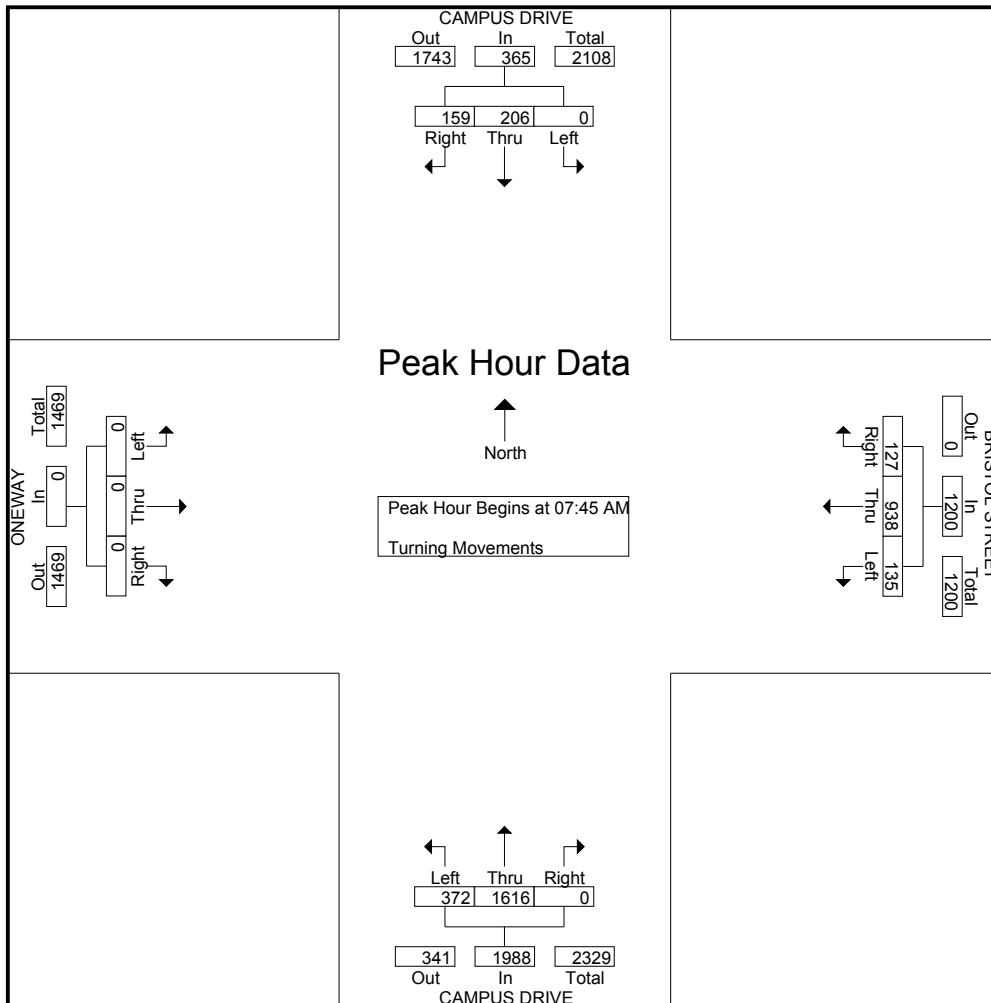 CAMPUS DRIVE
Out In Total
1743 365 2108
159 206 0
Right Thru Left
Peak Hour Data
North
Peak Hour Begins at 07:45 AM
Turning Movements
ONEWAY
Out In Total
1469 0 1469
0 0 0
Right Thru Left
Right Thru Left
127 938 135
Out In Total
0 1200 1200
BRISTOL STREET
Left Thru Right
372 1616 0
341 1988 2329
Out In Total
CAMPUS DRIVE